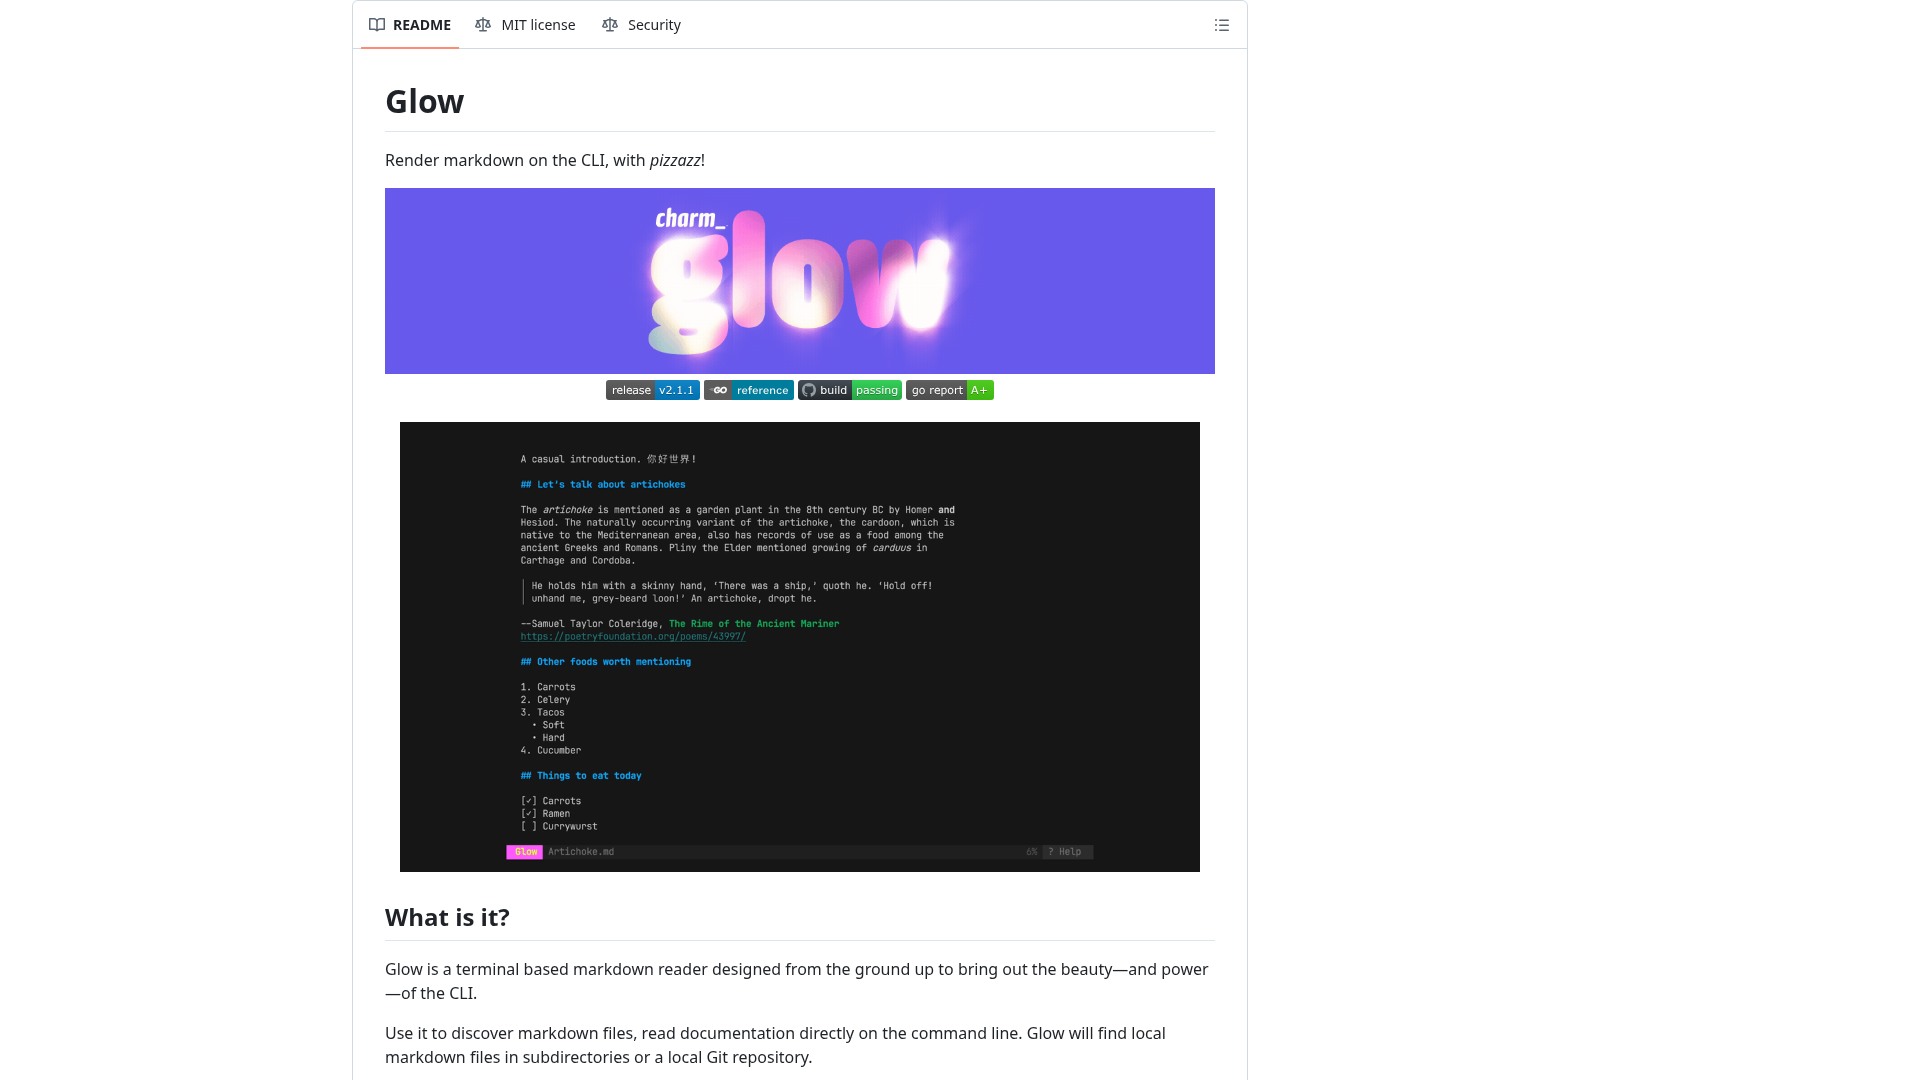 README
MIT license
Security
Glow
Render markdown on the CLI, with pizzazz!
charm_
glow
release v2.1.1
GO reference
build passing
go report A+
A casual introduction. 你好世界!
## Let's talk about artichokes
The artichoke is mentioned as a garden plant in the 8th century BC by Homer and
Hesiod. The naturally occurring variant of the artichoke, the cardoon, which is
native to the Mediterranean area, also has records of use as a food among the
ancient Greeks and Romans. Pliny the Elder mentioned growing of carduus in
Carthage and Cordoba.
He holds him with a skinny hand, ‘There was a ship,’ quoth he. ‘Hold off!
unhand me, grey-beard loon!’ An artichoke, dropt he.
--Samuel Taylor Coleridge, The Rime of the Ancient Mariner
https://poetryfoundation.org/poems/43997/
## Other foods worth mentioning
1. Carrots
2. Celery
3. Tacos
• Soft
• Hard
4. Cucumber
## Things to eat today
[✓] Carrots
[✓] Ramen
[ ] Currywurst
Glow Artichoke.md 6% ? Help
What is it?
Glow is a terminal based markdown reader designed from the ground up to bring out the beauty—and power
—of the CLI.
Use it to discover markdown files, read documentation directly on the command line. Glow will find local
markdown files in subdirectories or a local Git repository.